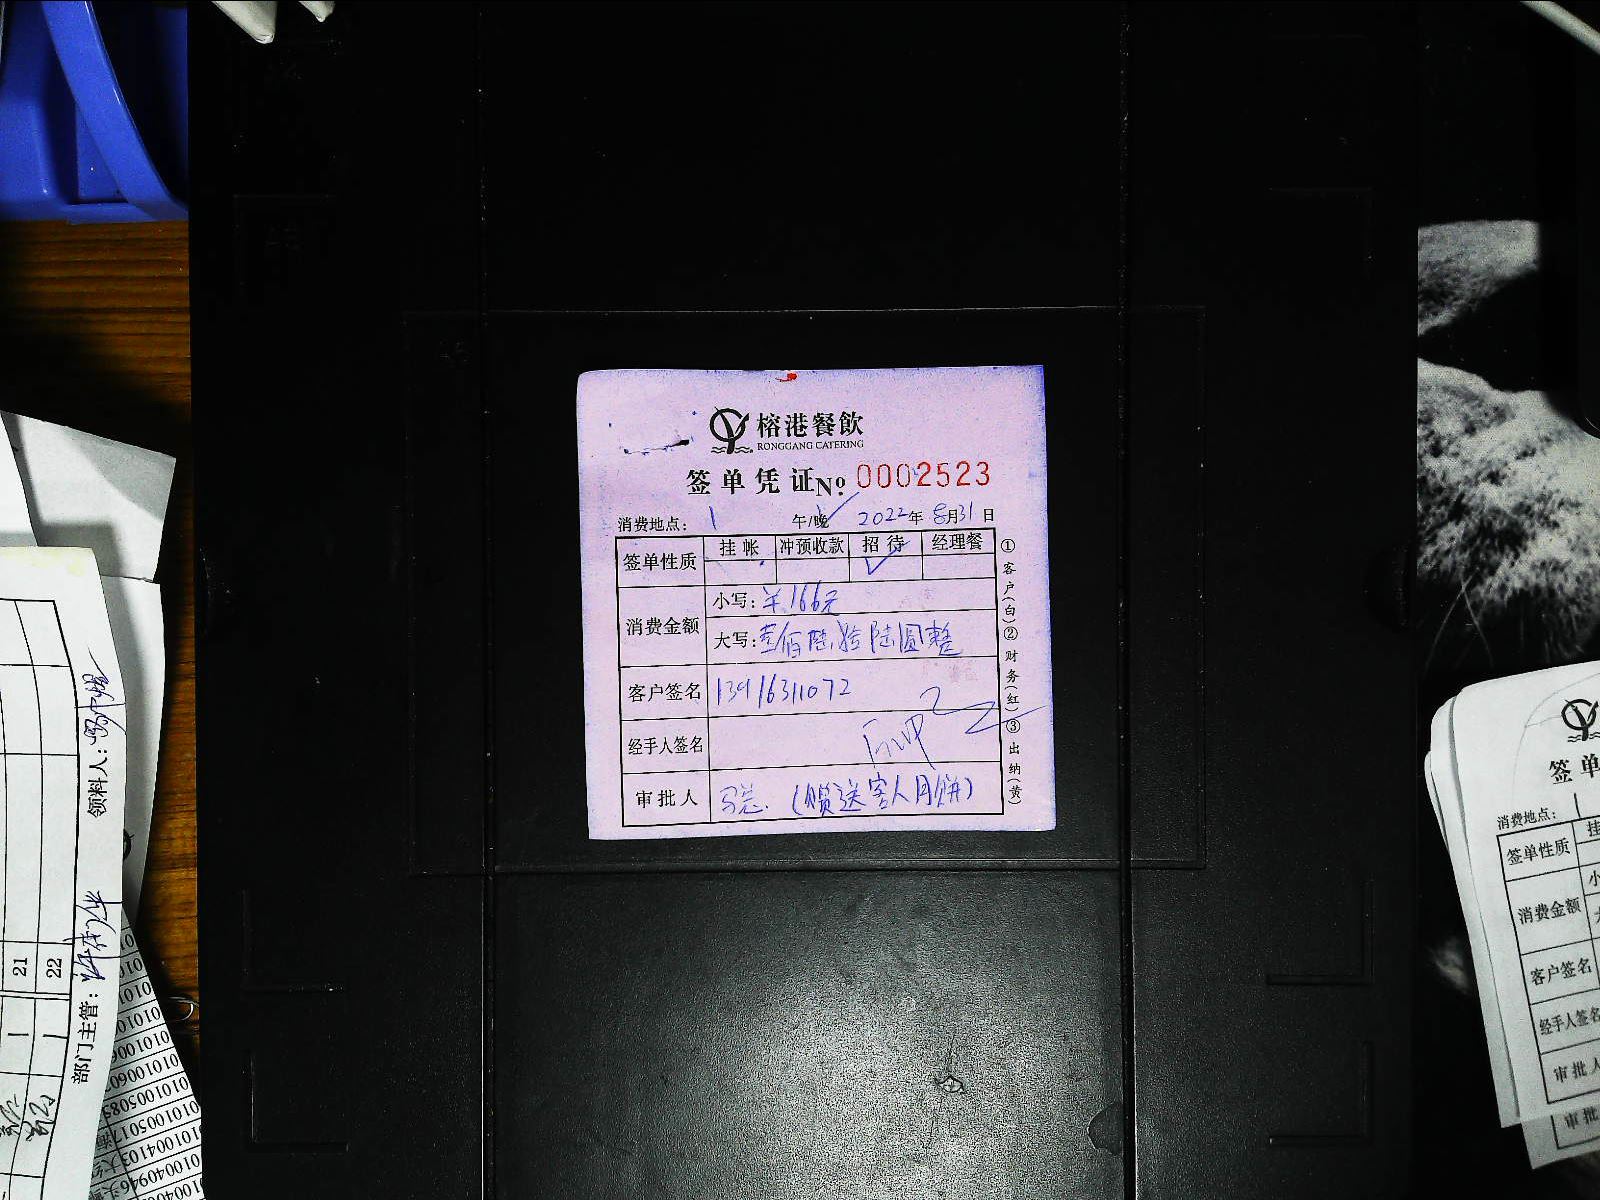 榕港餐飲
RONGGANG CATERING
签单凭证 Nº 0002523
消费地点: 1 午/晚 2022年 8月31日
签单性质 挂帐 冲预收款 招待 经理餐
消费金额
小写: ¥166元
大写: 壹佰陆拾陆圆整
客户签名 13916311072
经手人签名
审批人 (赠送客人月饼)
①客户(白)②财务(红)③出纳(黄)
领料人:
部门主管:
21
22
签单
消费地点:
签单性质
消费金额
客户签名
经手人签名
审批人
审批